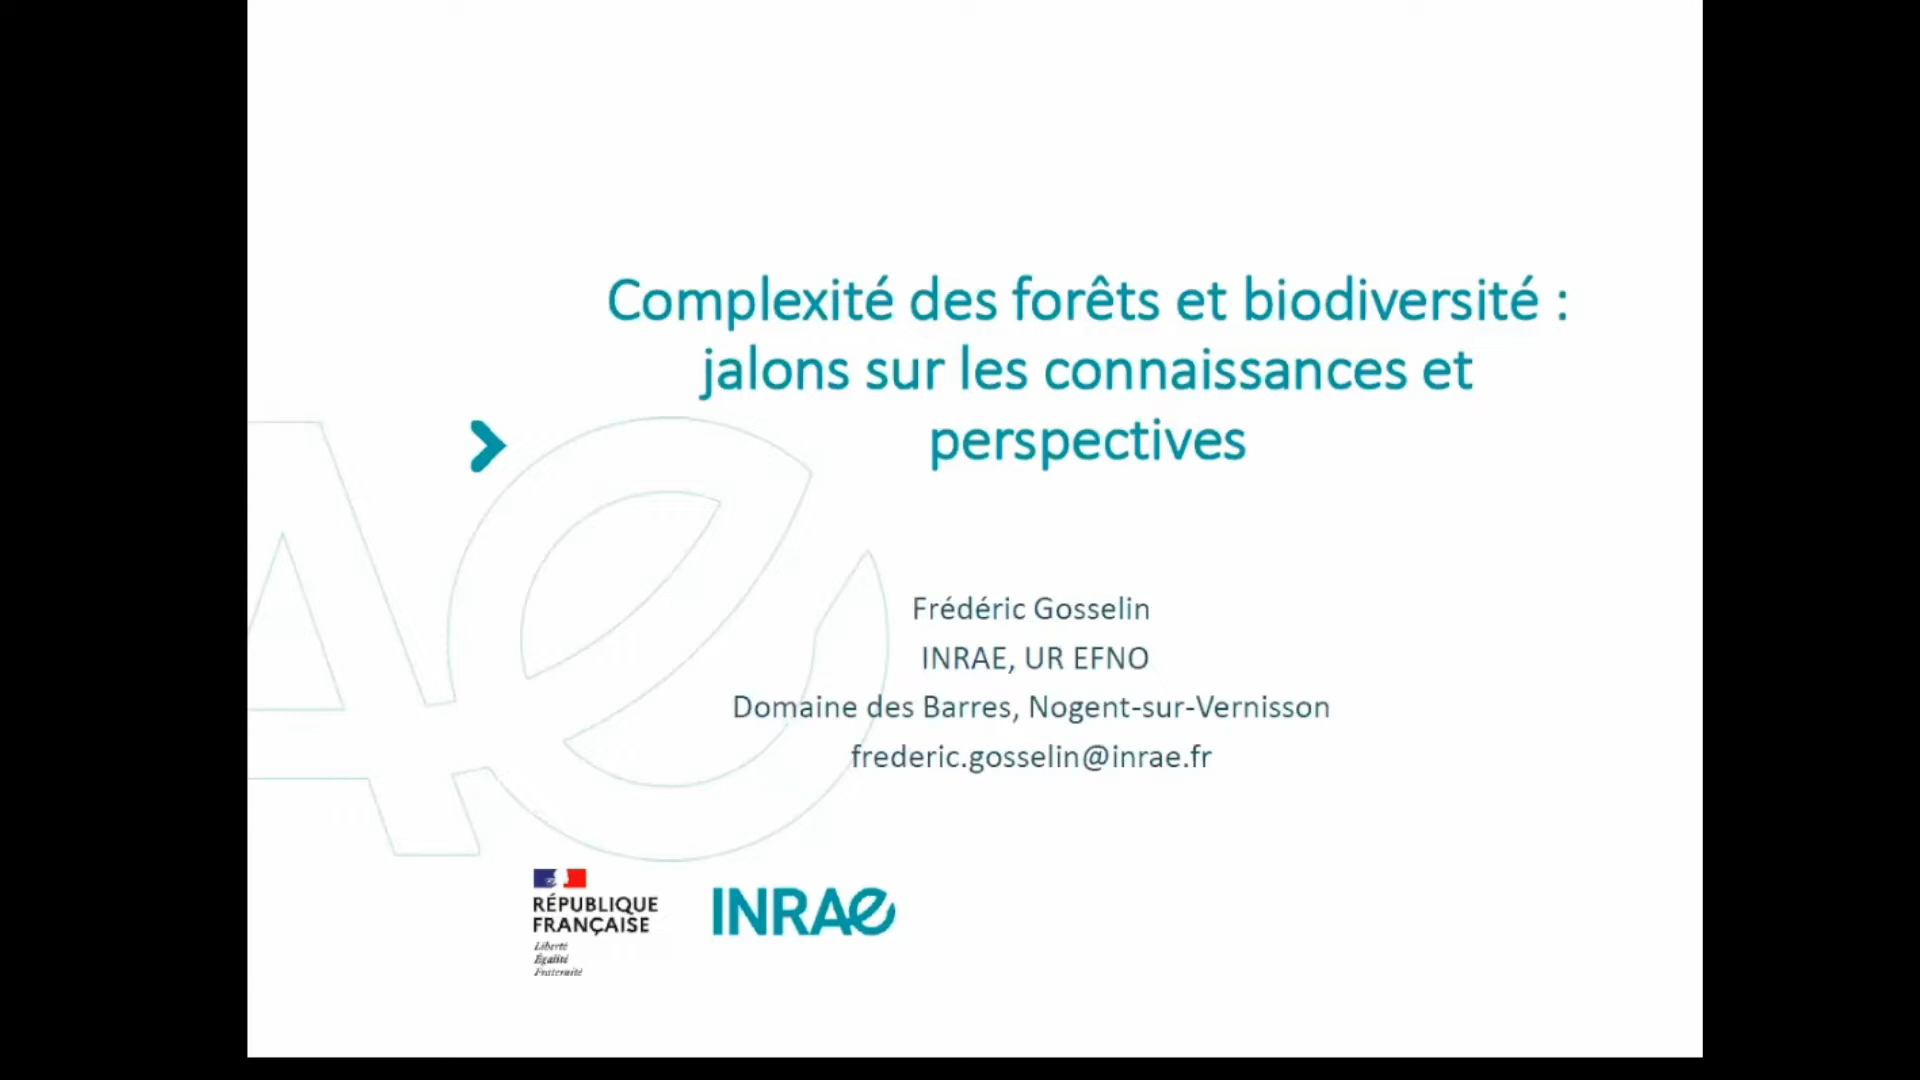 Complexité des forêts et biodiversité :
jalons sur les connaissances et
perspectives
Frédéric Gosselin
INRAE, UR EFNO
Domaine des Barres, Nogent-sur-Vernisson
frederic.gosselin@inrae.fr
RÉPUBLIQUE
FRANÇAISE
Liberté
Égalité
Fraternité
INRAE